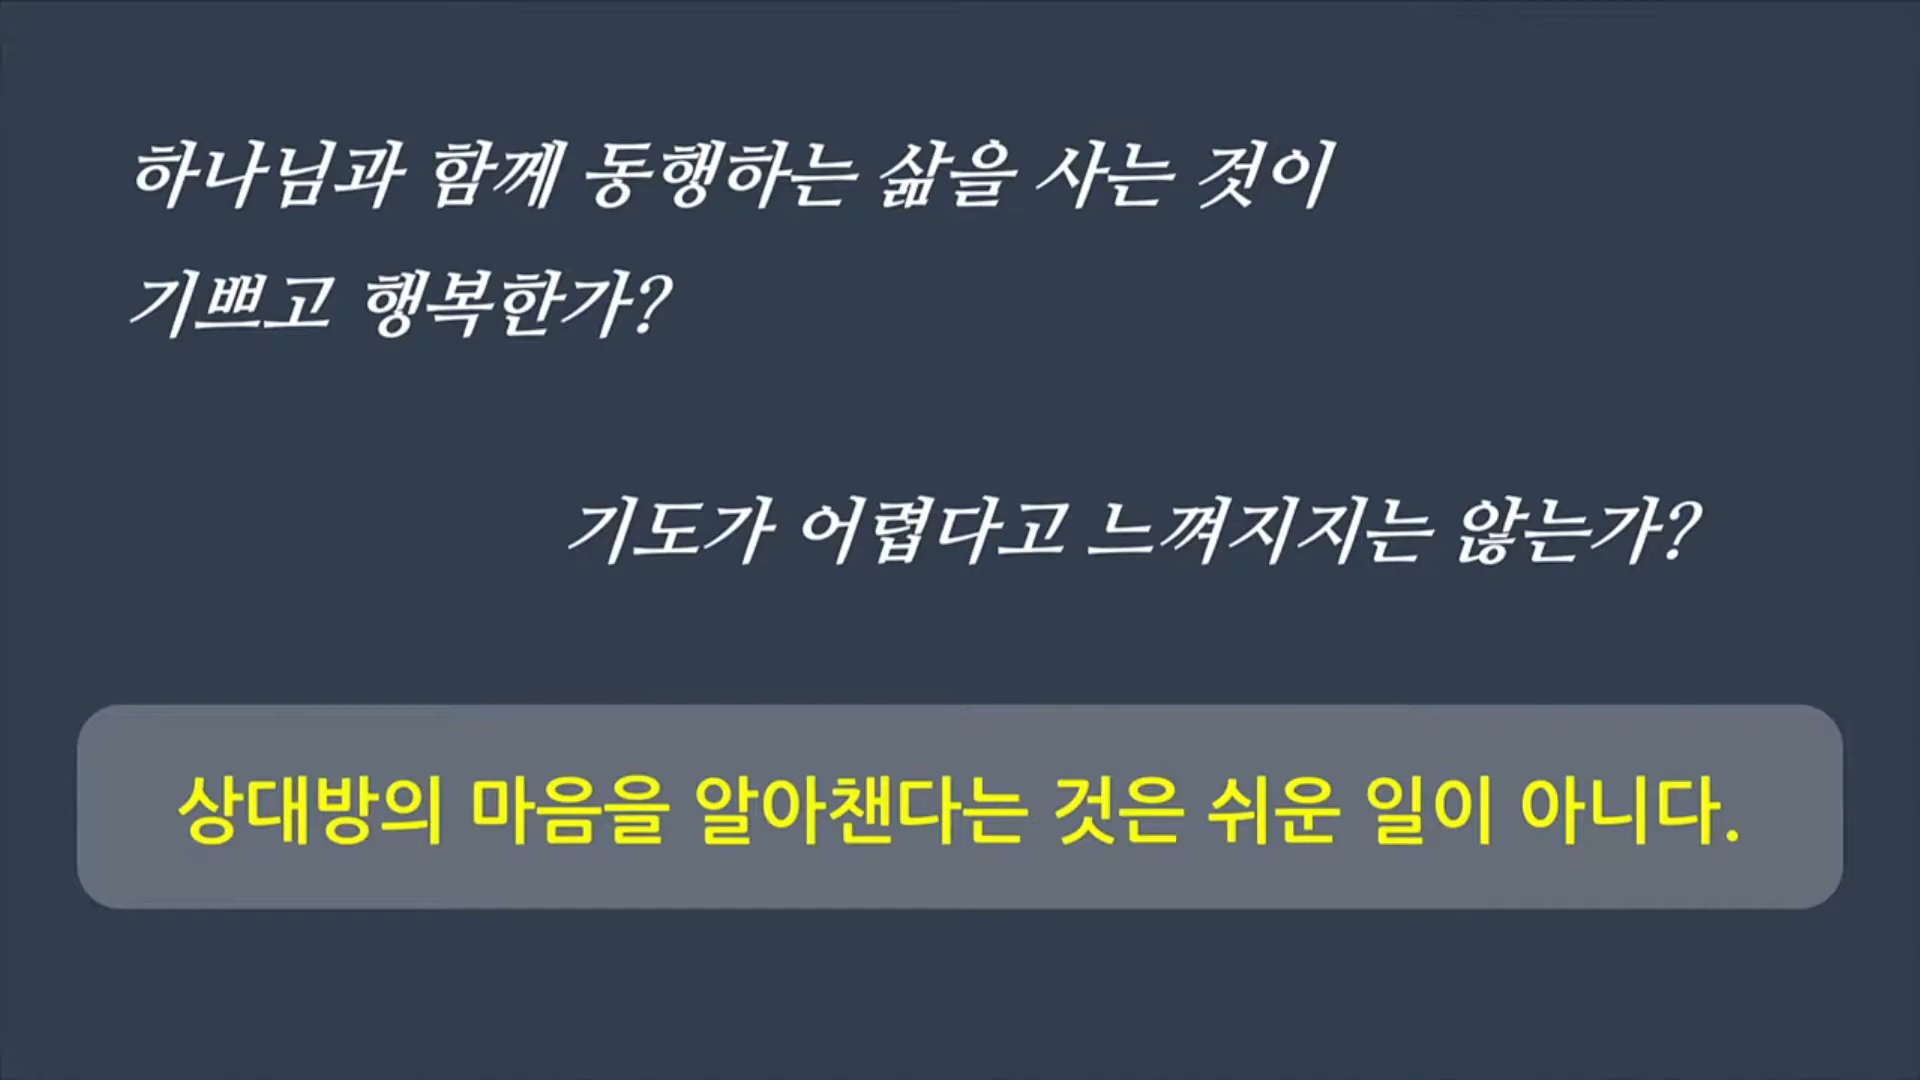 하나님과 함께 동행하는 삶을 사는 것이
기쁘고 행복한가?
기도가 어렵다고 느껴지지는 않는가?
상대방의 마음을 알아챈다는 것은 쉬운 일이 아니다.